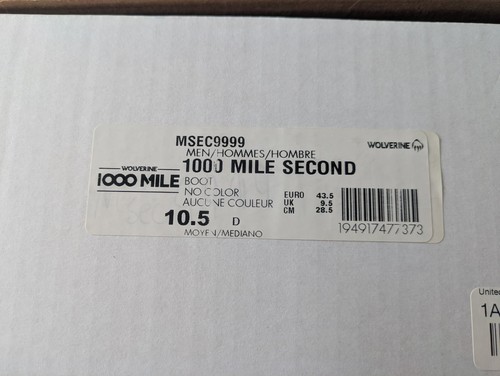 MSEC9999
MEN/HOMMES/HOMBRE
WOLVERINE
WOLVERINE
1000 MILE
1000 MILE SECOND
BOOT
NO COLOR
AUCUNE COULEUR
EURO 43.5
UK 9.5
CM 28.5
10.5 D
MOYEN/MEDIANO
194917477373
United
1A